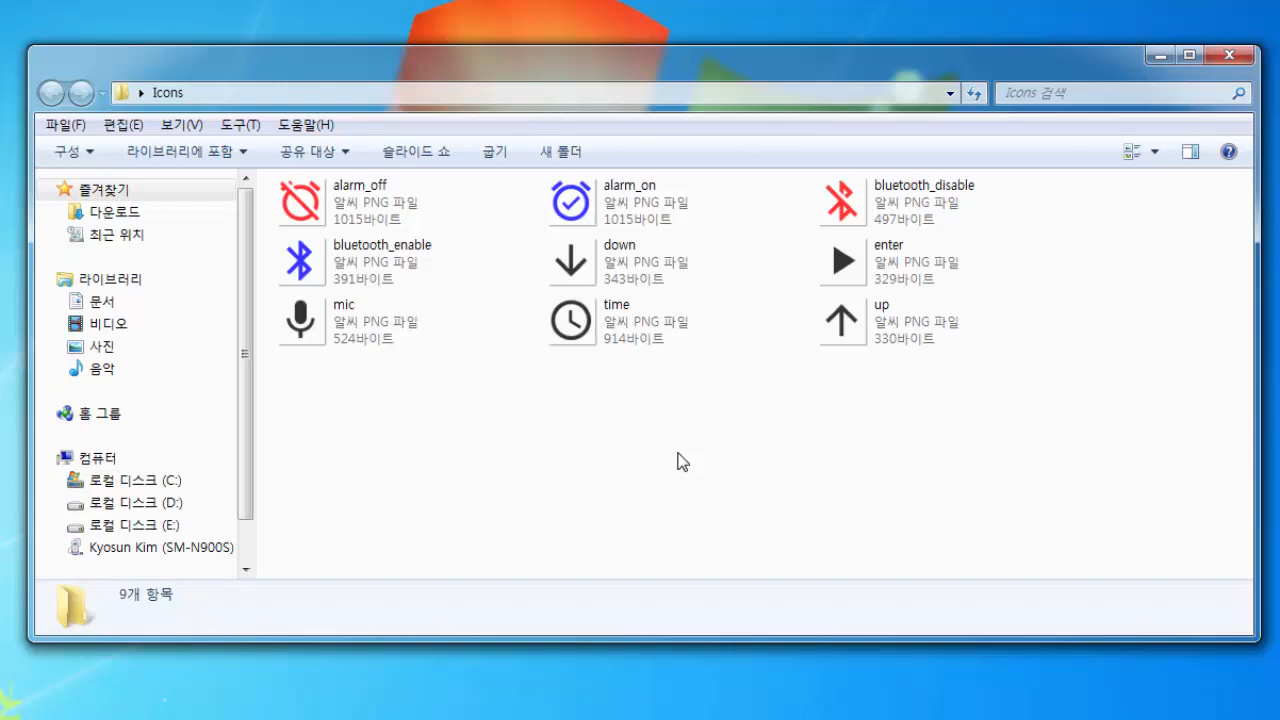 Icons
Icons 검색
파일(F) 편집(E) 보기(V) 도구(T) 도움말(H)
구성 라이브러리에 포함 공유 대상 슬라이드 쇼 굽기 새 폴더
즐겨찾기
다운로드
최근 위치
라이브러리
문서
비디오
사진
음악
홈 그룹
컴퓨터
로컬 디스크 (C:)
로컬 디스크 (D:)
로컬 디스크 (E:)
Kyosun Kim (SM-N900S)
alarm_off
알씨 PNG 파일
1015바이트
alarm_on
알씨 PNG 파일
1015바이트
bluetooth_disable
알씨 PNG 파일
497바이트
bluetooth_enable
알씨 PNG 파일
391바이트
down
알씨 PNG 파일
343바이트
enter
알씨 PNG 파일
329바이트
mic
알씨 PNG 파일
524바이트
time
알씨 PNG 파일
914바이트
up
알씨 PNG 파일
330바이트
9개 항목